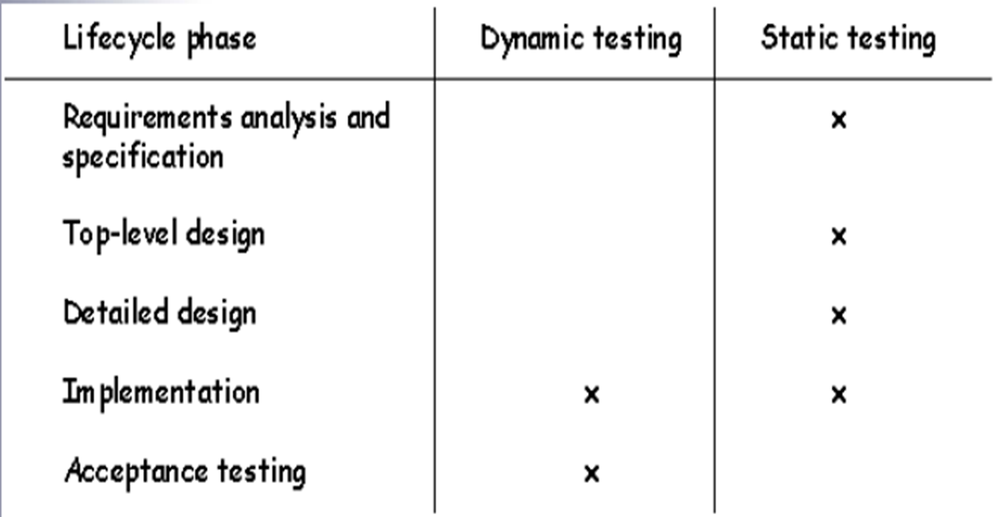 Lifecycle phase Dynamic testing Static testing
Requirements analysis and x
specification
Top-level design x
Detailed design x
Implementation x x
Acceptance testing x